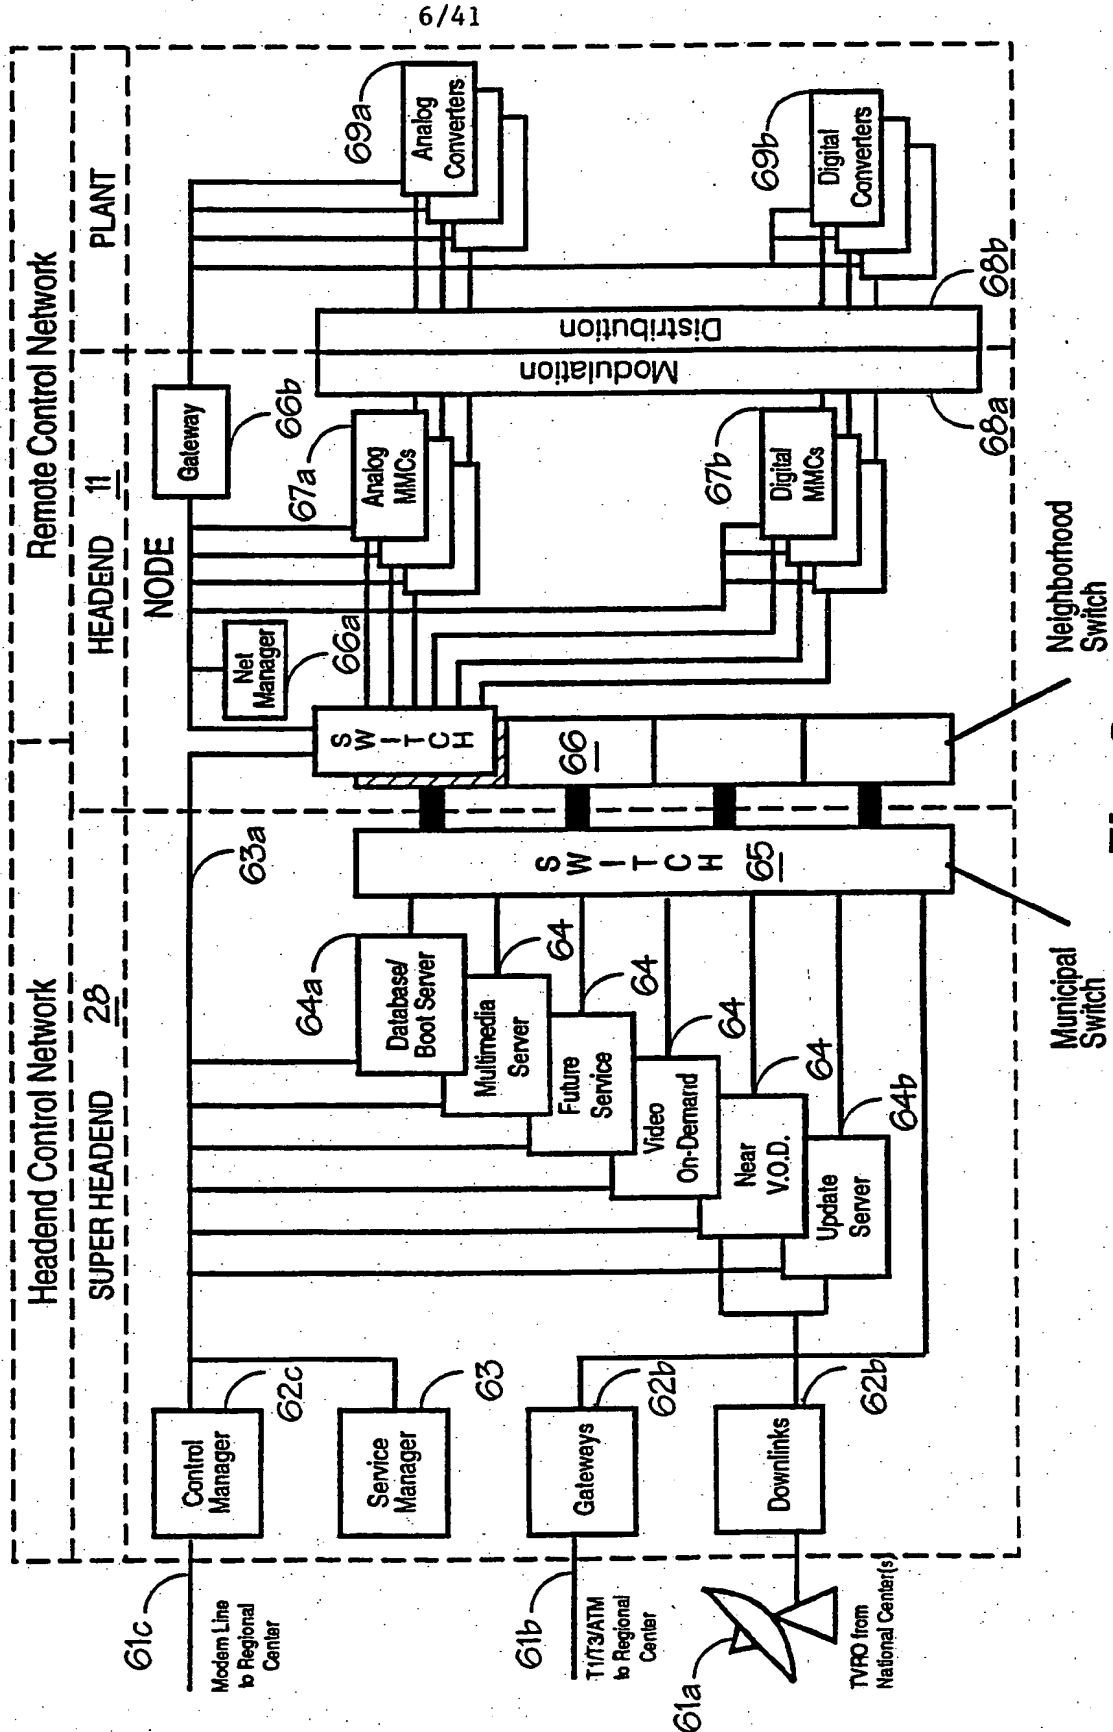 6/41
Headend Control Network
Remote Control Network
SUPER HEADEND
28
HEADEND
11
PLANT
NODE
61c
Modem Line
to Regional
Center
Control
Manager
62c
63a
Service
Manager
63
61b
T1/T3/ATM
to Regional
Center
Gateways
62b
61a
TVRO from
National Center(s)
Downlinks
62b
64a
Database/
Boot Server
Multimedia
Server
64
Future
Service
64
Video
On-Demand
64
Near
V.O.D.
64
Update
Server
64b
SWITCH
65
Municipal
Switch
SWITCH
66
Neighborhood
Switch
Net
Manager
66a
Gateway
66b
67a
Analog
MMCs
67b
Digital
MMCs
Modulation
68a
Distribution
68b
69a
Analog
Converters
69b
Digital
Converters